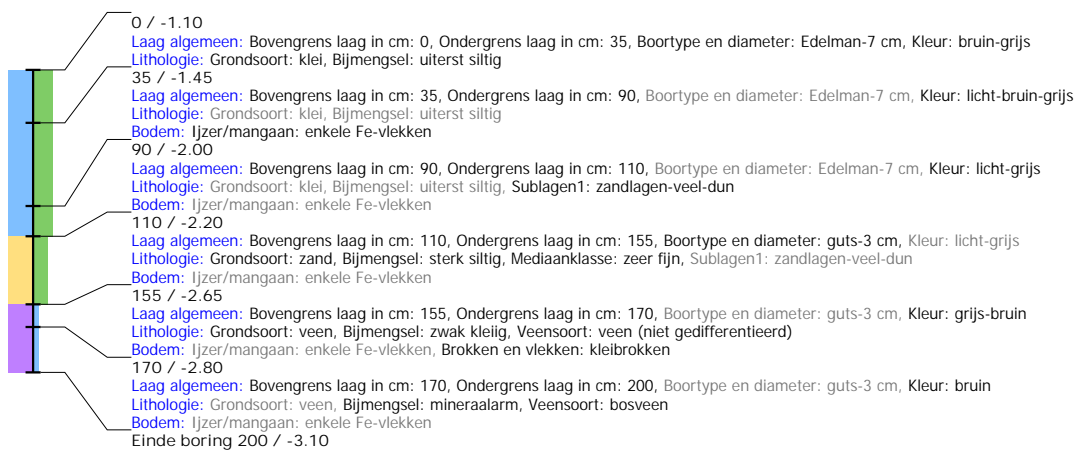 0 / -1.10
Laag algemeen: Bovengrens laag in cm: 0, Ondergrens laag in cm: 35, Boortype en diameter: Edelman-7 cm, Kleur: bruin-grijs
Lithologie: Grondsoort: klei, Bijmengsel: uiterst siltig
35 / -1.45
Laag algemeen: Bovengrens laag in cm: 35, Ondergrens laag in cm: 90, Boortype en diameter: Edelman-7 cm, Kleur: licht-bruin-grijs
Lithologie: Grondsoort: klei, Bijmengsel: uiterst siltig
Bodem: Ijzer/mangaan: enkele Fe-vlekken
90 / -2.00
Laag algemeen: Bovengrens laag in cm: 90, Ondergrens laag in cm: 110, Boortype en diameter: Edelman-7 cm, Kleur: licht-grijs
Lithologie: Grondsoort: klei, Bijmengsel: uiterst siltig, Sublagen1: zandlagen-veel-dun
Bodem: Ijzer/mangaan: enkele Fe-vlekken
110 / -2.20
Laag algemeen: Bovengrens laag in cm: 110, Ondergrens laag in cm: 155, Boortype en diameter: guts-3 cm, Kleur: licht-grijs
Lithologie: Grondsoort: zand, Bijmengsel: sterk siltig, Mediaanklasse: zeer fijn, Sublagen1: zandlagen-veel-dun
Bodem: Ijzer/mangaan: enkele Fe-vlekken
155 / -2.65
Laag algemeen: Bovengrens laag in cm: 155, Ondergrens laag in cm: 170, Boortype en diameter: guts-3 cm, Kleur: grijs-bruin
Lithologie: Grondsoort: veen, Bijmengsel: zwak kleiig, Veensoort: veen (niet gedifferentieerd)
Bodem: Ijzer/mangaan: enkele Fe-vlekken, Brokken en vlekken: kleibrokken
170 / -2.80
Laag algemeen: Bovengrens laag in cm: 170, Ondergrens laag in cm: 200, Boortype en diameter: guts-3 cm, Kleur: bruin
Lithologie: Grondsoort: veen, Bijmengsel: mineraalarm, Veensoort: bosveen
Bodem: Ijzer/mangaan: enkele Fe-vlekken
Einde boring 200 / -3.10